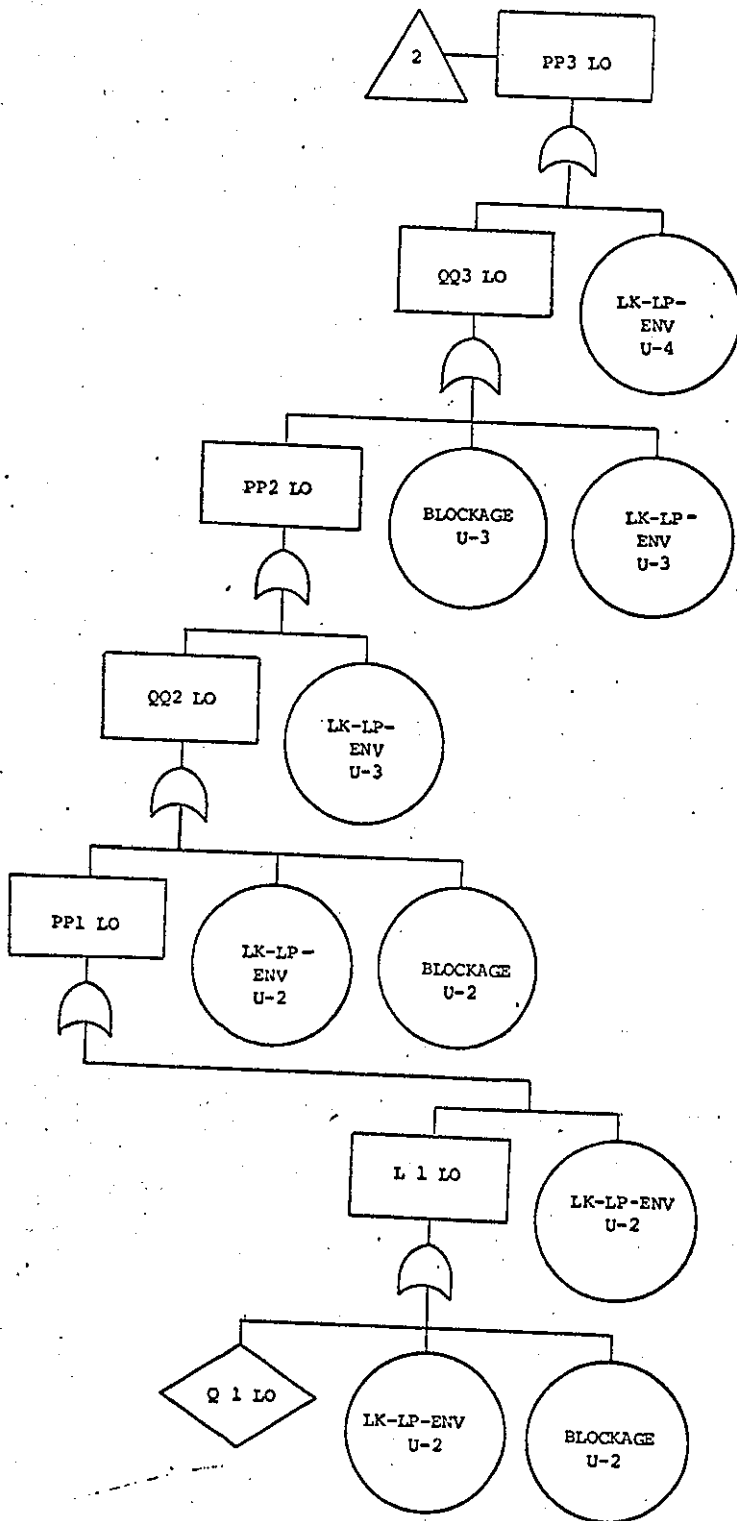 2
PP3 LO
QQ3 LO
LK-LP-
ENV
U-4
PP2 LO
BLOCKAGE
U-3
LK-LP-
ENV
U-3
QQ2 LO
LK-LP-
ENV
U-3
PP1 LO
LK-LP-
ENV
U-2
BLOCKAGE
U-2
L 1 LO
LK-LP-ENV
U-2
Q 1 LO
LK-LP-ENV
U-2
BLOCKAGE
U-2